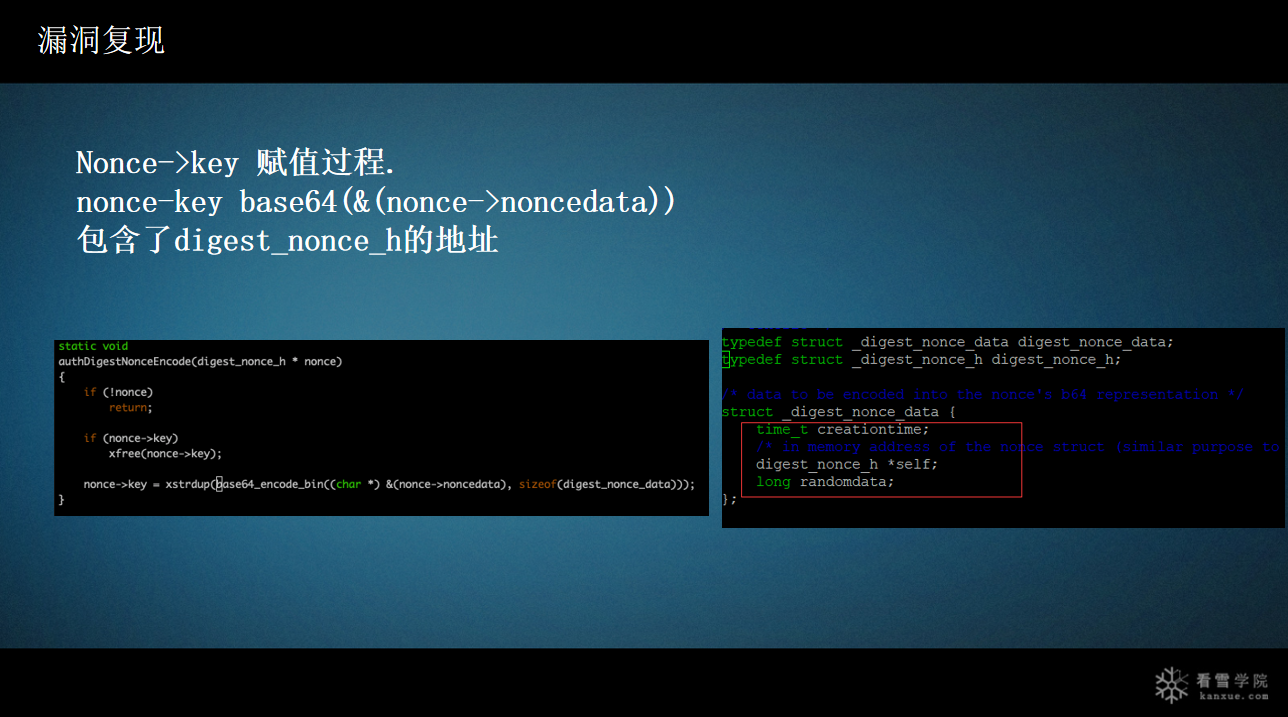 漏洞复现
Nonce->key 赋值过程.
nonce-key base64(&(nonce->noncedata))
包含了digest_nonce_h的地址
static void
authDigestNonceEncode(digest_nonce_h * nonce)
{
if (!nonce)
return;
if (nonce->key)
xfree(nonce->key);
nonce->key = xstrdup(base64_encode_bin((char *) &(nonce->noncedata), sizeof(digest_nonce_data)));
}
typedef struct _digest_nonce_data digest_nonce_data;
typedef struct _digest_nonce_h digest_nonce_h;
/* data to be encoded into the nonce's b64 representation */
struct _digest_nonce_data {
time_t creationtime;
/* in memory address of the nonce struct (similar purpose to
digest_nonce_h *self;
long randomdata;
};
看雪学院
kanxue.com